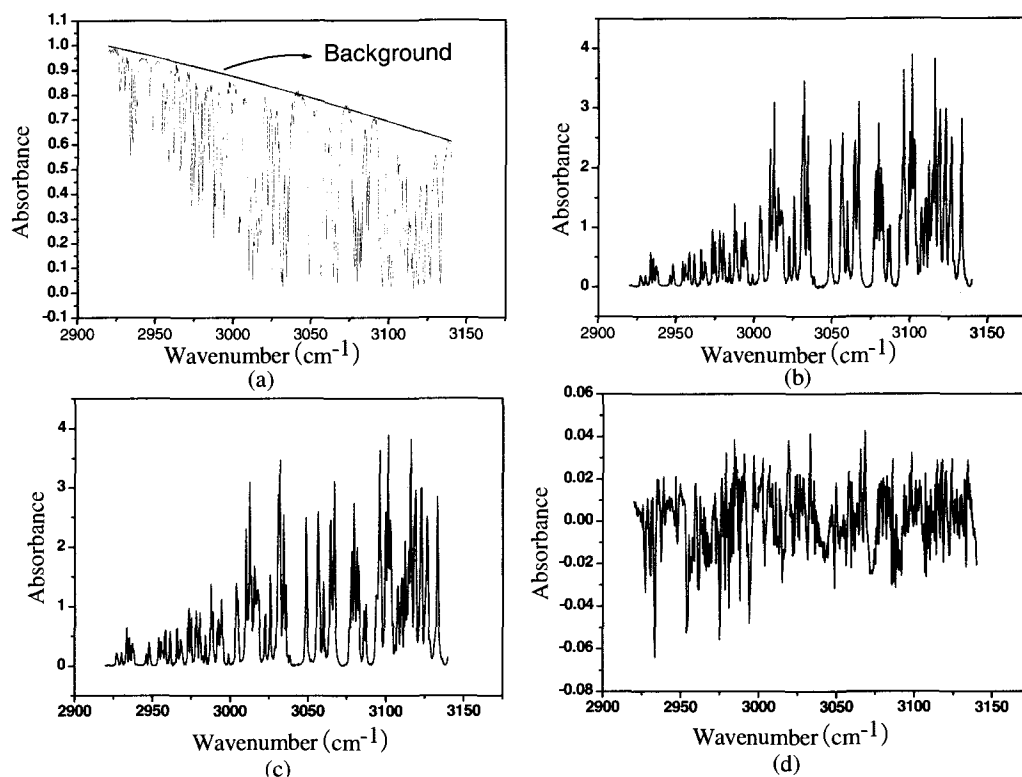 1.1
1.0
0.9
0.8
0.7
0.6
0.5
0.4
0.3
0.2
0.1
0.0
-0.1
Absorbance
Background
2900 2950 3000 3050 3100 3150
Wavenumber (cm-1)
(a)
4
3
2
1
0
Absorbance
2900 2950 3000 3050 3100 3150
Wavenumber (cm-1)
(b)
4
3
2
1
0
Absorbance
2900 2950 3000 3050 3100 3150
Wavenumber (cm-1)
(c)
0.06
0.04
0.02
0.00
-0.02
-0.04
-0.06
-0.08
Absorbance
2900 2950 3000 3050 3100 3150
Wavenumber (cm-1)
(d)